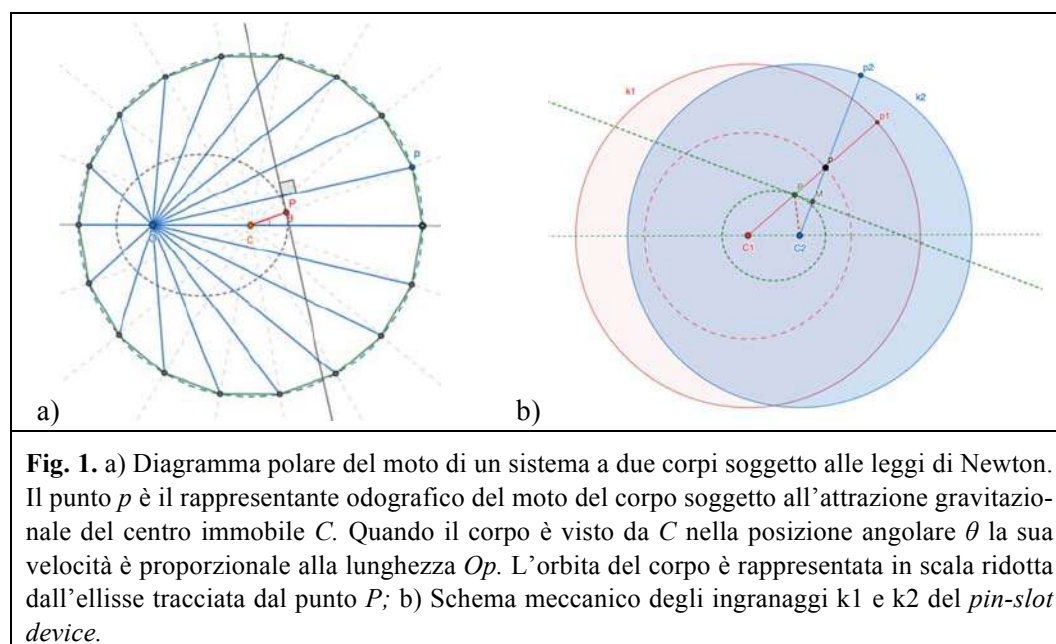 p
P
θ
O
C
a)
k1
p2
k2
p1
p
P
M
C1
C2
b)
Fig. 1. a) Diagramma polare del moto di un sistema a due corpi soggetto alle leggi di Newton.
Il punto p è il rappresentante odografico del moto del corpo soggetto all’attrazione gravitazio-
nale del centro immobile C. Quando il corpo è visto da C nella posizione angolare θ la sua
velocità è proporzionale alla lunghezza Op. L’orbita del corpo è rappresentata in scala ridotta
dall’ellisse tracciata dal punto P; b) Schema meccanico degli ingranaggi k1 e k2 del pin-slot
device.